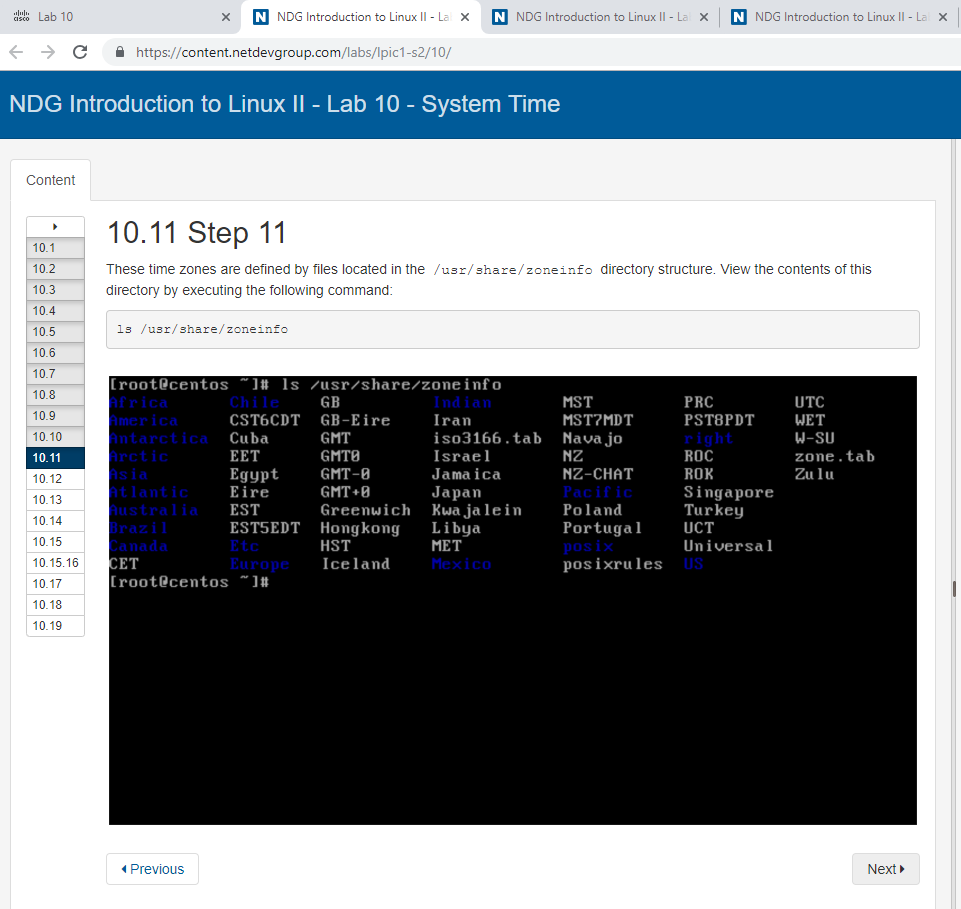 Lab 10
NDG Introduction to Linux II - La
NDG Introduction to Linux II - La
NDG Introduction to Linux II - La
https://content.netdevgroup.com/labs/lpic1-s2/10/
NDG Introduction to Linux II - Lab 10 - System Time
Content
10.1
10.2
10.3
10.4
10.5
10.6
10.7
10.8
10.9
10.10
10.11
10.12
10.13
10.14
10.15
10.15.16
10.17
10.18
10.19
10.11 Step 11
These time zones are defined by files located in the /usr/share/zoneinfo directory structure. View the contents of this
directory by executing the following command:
ls /usr/share/zoneinfo
[root@centos ~]# ls /usr/share/zoneinfo
Africa Chile GB Indian MST PRC UTC
America CST6CDT GB-Eire Iran MST7MDT PST8PDT WET
Antarctica Cuba GMT iso3166.tab Navajo right W-SU
Arctic EET GMT0 Israel NZ ROC zone.tab
Asia Egypt GMT-0 Jamaica NZ-CHAT ROK Zulu
Atlantic Eire GMT+0 Japan Pacific Singapore
Australia EST Greenwich Kwajalein Poland Turkey
Brazil EST5EDT Hongkong Libya Portugal UCT
Canada Etc HST MET posix Universal
CET Europe Iceland Mexico posixrules US
[root@centos ~]#
Previous
Next